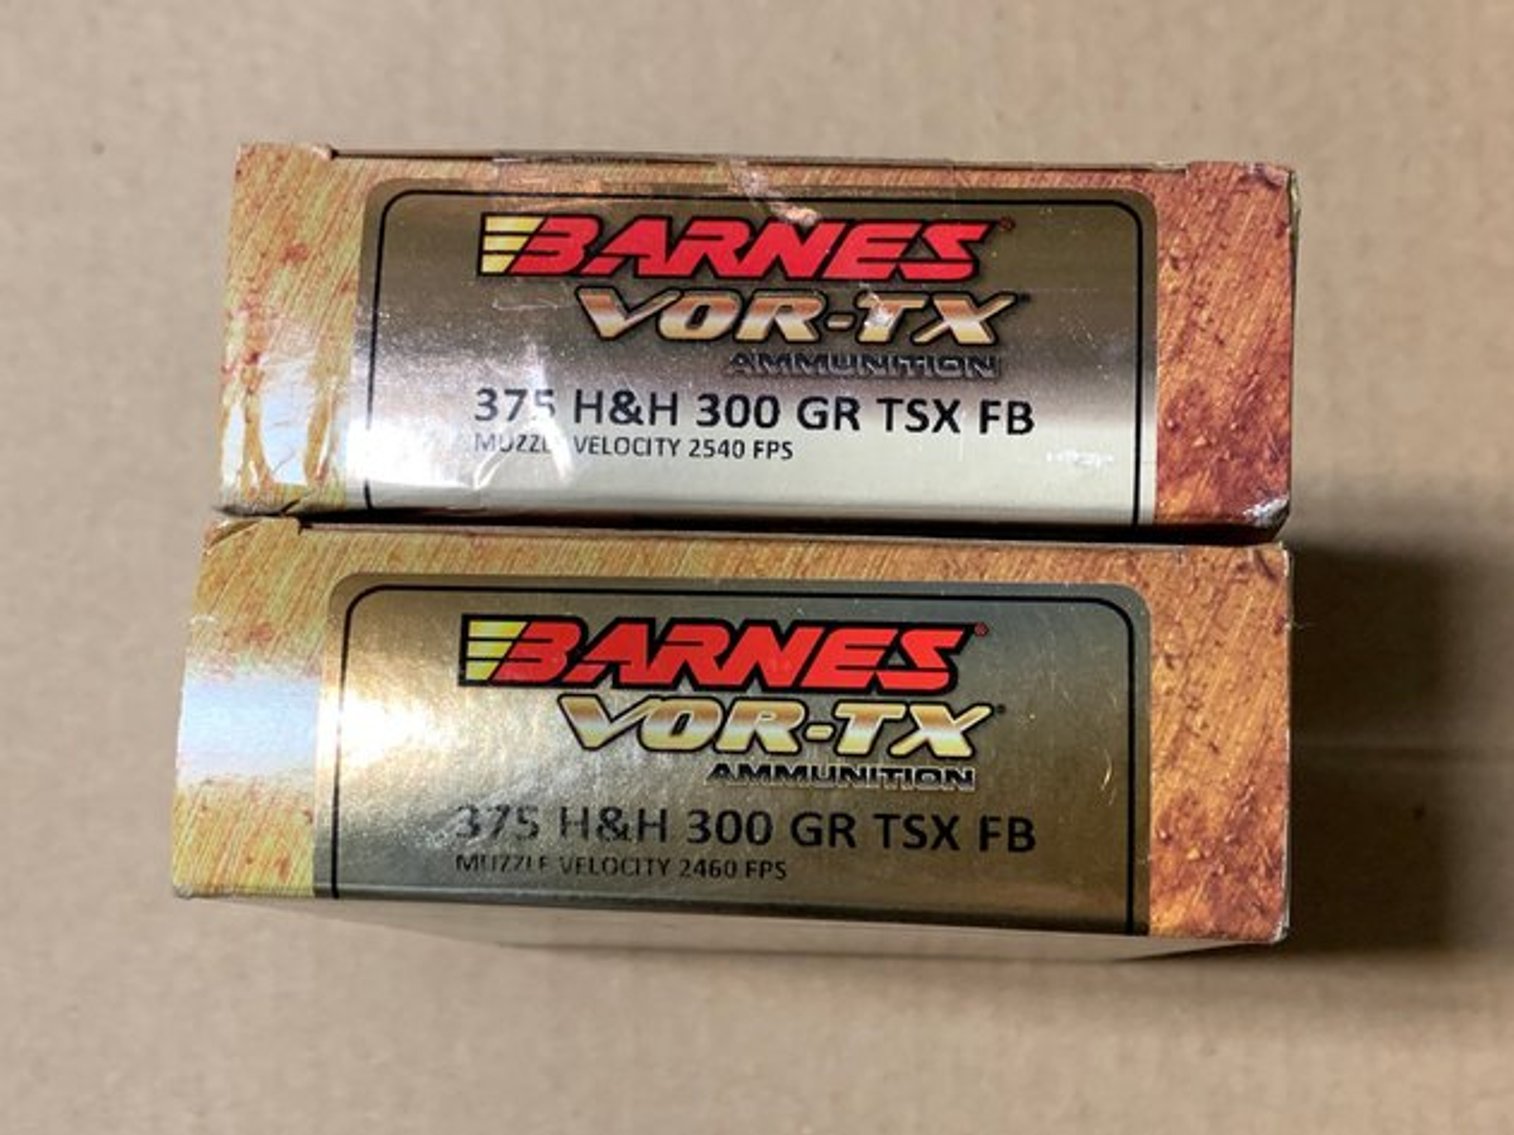 BARNES®
VOR-TX
AMMUNITION
375 H&H 300 GR TSX FB
MUZZLE VELOCITY 2540 FPS
BARNES®
VOR-TX
AMMUNITION
375 H&H 300 GR TSX FB
MUZZLE VELOCITY 2460 FPS